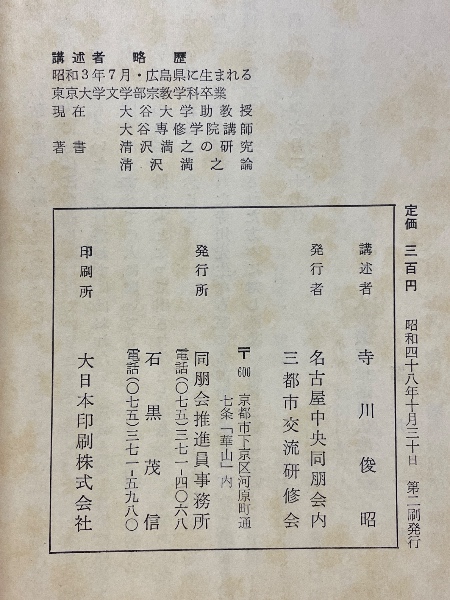 講述者　略　歴
昭和3年7月・広島県に生まれる
東京大学文学部宗教学科卒業
現在　大谷大学助教授
大谷専修学院講師
著書　清沢満之の研究
清沢満之論
定価　三百円　昭和四十八年十月三十日　第二刷発行
講述者　寺川俊昭
発行者　名古屋中央同朋会内
三都市交流研修会
〒600　京都市下京区河原町通
七条「華山」内
発行所　同朋会推進員事務所
電話(〇七五)三七一-四〇六八
石黒茂信
電話(〇七五)三七一-五九八〇
印刷所　大日本印刷株式会社